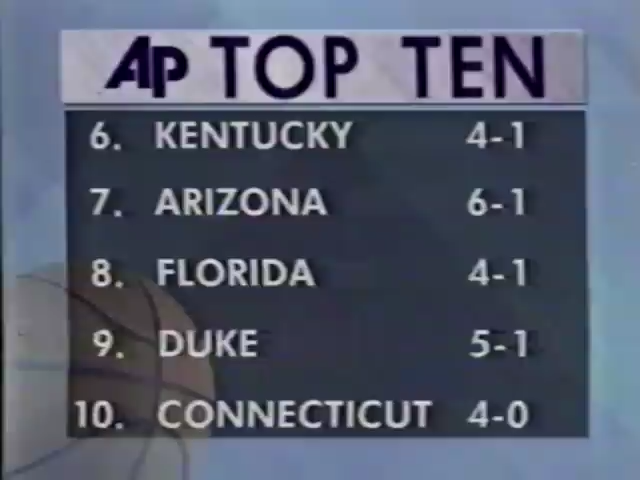 AP TOP TEN
6. KENTUCKY 4-1
7. ARIZONA 6-1
8. FLORIDA 4-1
9. DUKE 5-1
10. CONNECTICUT 4-0